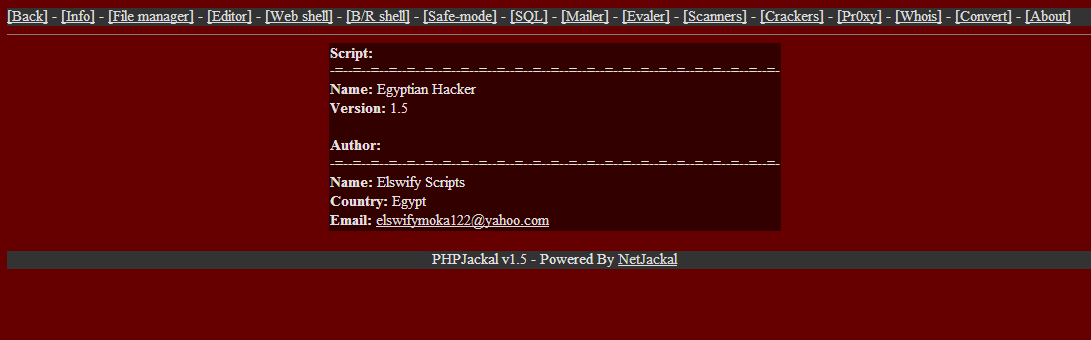 [Back] - [Info] - [File manager] - [Editor] - [Web shell] - [B/R shell] - [Safe-mode] - [SQL] - [Mailer] - [Evaler] - [Scanners] - [Crackers] - [Pr0xy] - [Whois] - [Convert] - [About]
Script:
-=-=-=-=-=-=-=-=-=-=-=-=-=-=-=-=-=-=-=-=-=-=-=-=-=-
Name: Egyptian Hacker
Version: 1.5
Author:
-=-=-=-=-=-=-=-=-=-=-=-=-=-=-=-=-=-=-=-=-=-=-=-=-=-
Name: Elswify Scripts
Country: Egypt
Email: elswifymoka122@yahoo.com
PHPJackal v1.5 - Powered By NetJackal